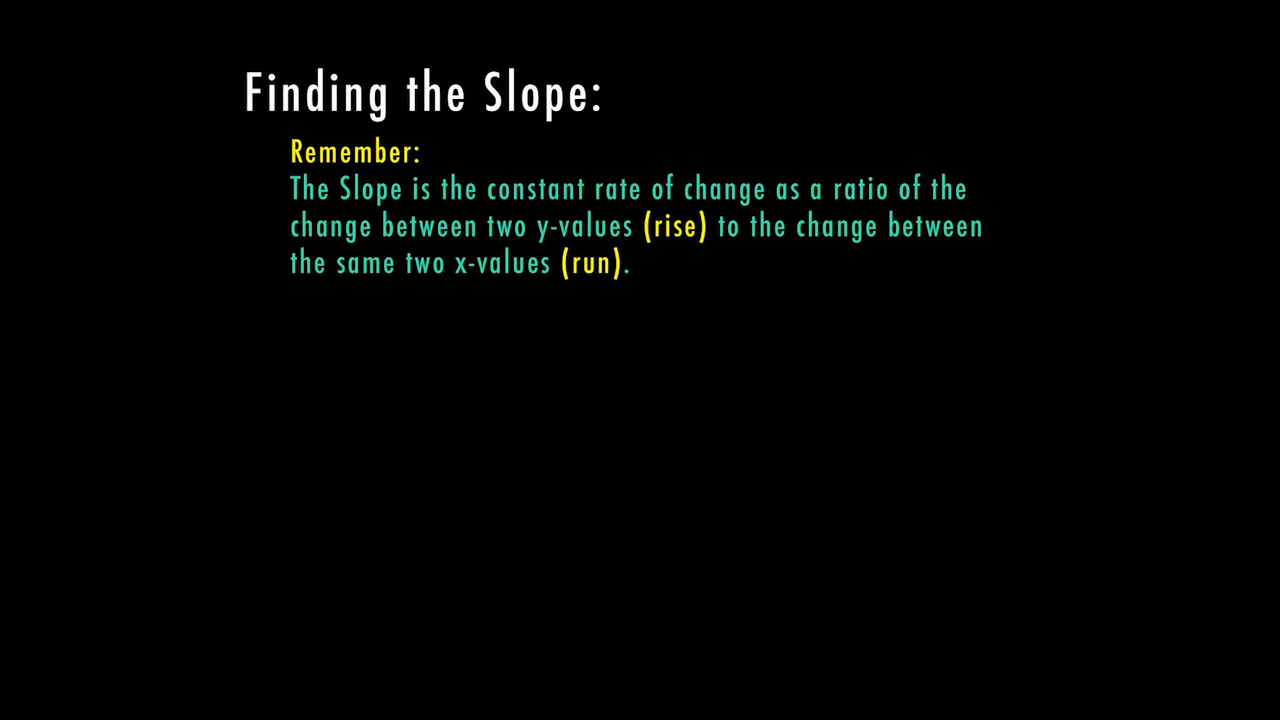 Finding the Slope:
Remember:
The Slope is the constant rate of change as a ratio of the
change between two y-values (rise) to the change between
the same two x-values (run).